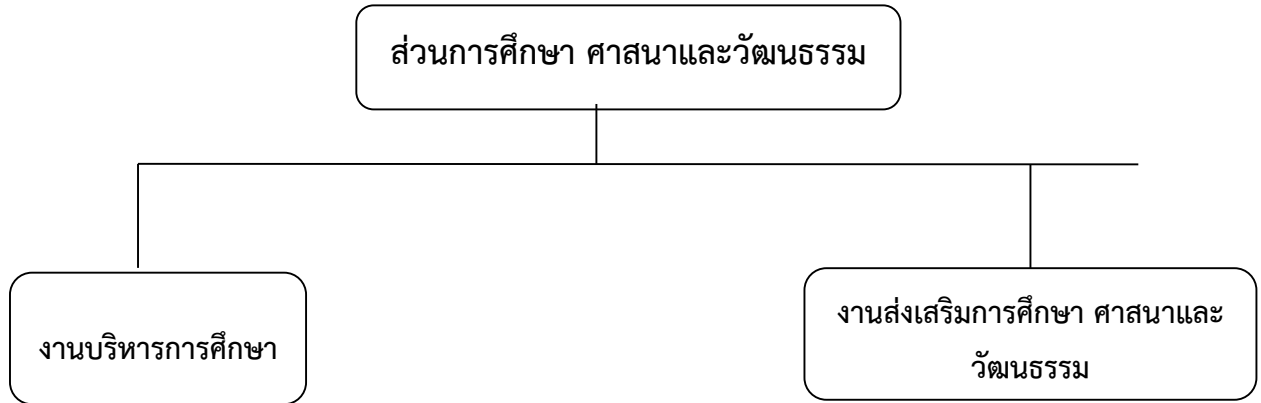 ส่วนการศึกษา ศาสนาและวัฒนธรรม
งานบริหารการศึกษา
งานส่งเสริมการศึกษา ศาสนาและ
วัฒนธรรม